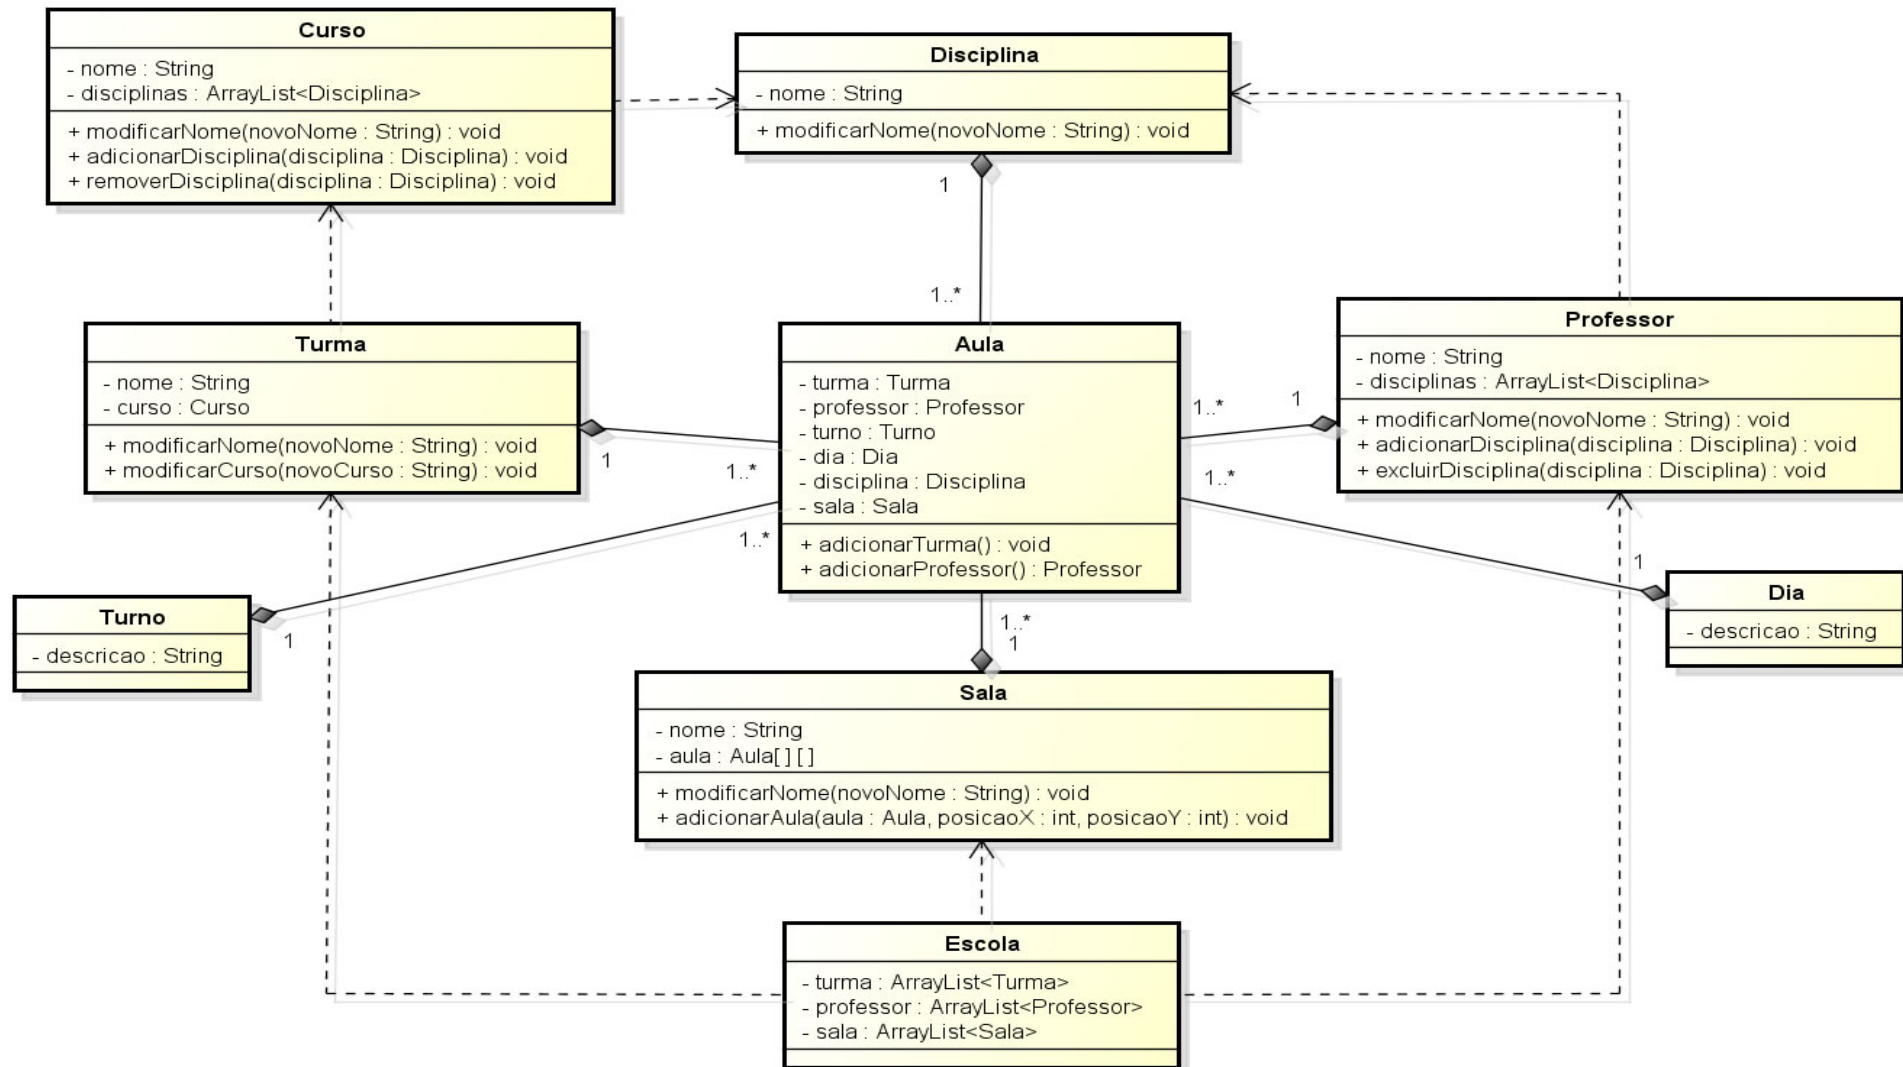 Curso
- nome : String
- disciplinas : ArrayList<Disciplina>
+ modificarNome(novoNome : String) : void
+ adicionarDisciplina(disciplina : Disciplina) : void
+ removerDisciplina(disciplina : Disciplina) : void
Disciplina
- nome : String
+ modificarNome(novoNome : String) : void
1
1..*
Turma
- nome : String
- curso : Curso
+ modificarNome(novoNome : String) : void
+ modificarCurso(novoCurso : String) : void
1
1..*
Aula
- turma : Turma
- professor : Professor
- turno : Turno
- dia : Dia
- disciplina : Disciplina
- sala : Sala
+ adicionarTurma() : void
+ adicionarProfessor() : Professor
1..*
1
Professor
- nome : String
- disciplinas : ArrayList<Disciplina>
+ modificarNome(novoNome : String) : void
+ adicionarDisciplina(disciplina : Disciplina) : void
+ excluirDisciplina(disciplina : Disciplina) : void
1..*
1
1..*
1
Turno
- descricao : String
1..*
1
Dia
- descricao : String
Sala
- nome : String
- aula : Aula[ ] [ ]
+ modificarNome(novoNome : String) : void
+ adicionarAula(aula : Aula, posicaoX : int, posicaoY : int) : void
Escola
- turma : ArrayList<Turma>
- professor : ArrayList<Professor>
- sala : ArrayList<Sala>